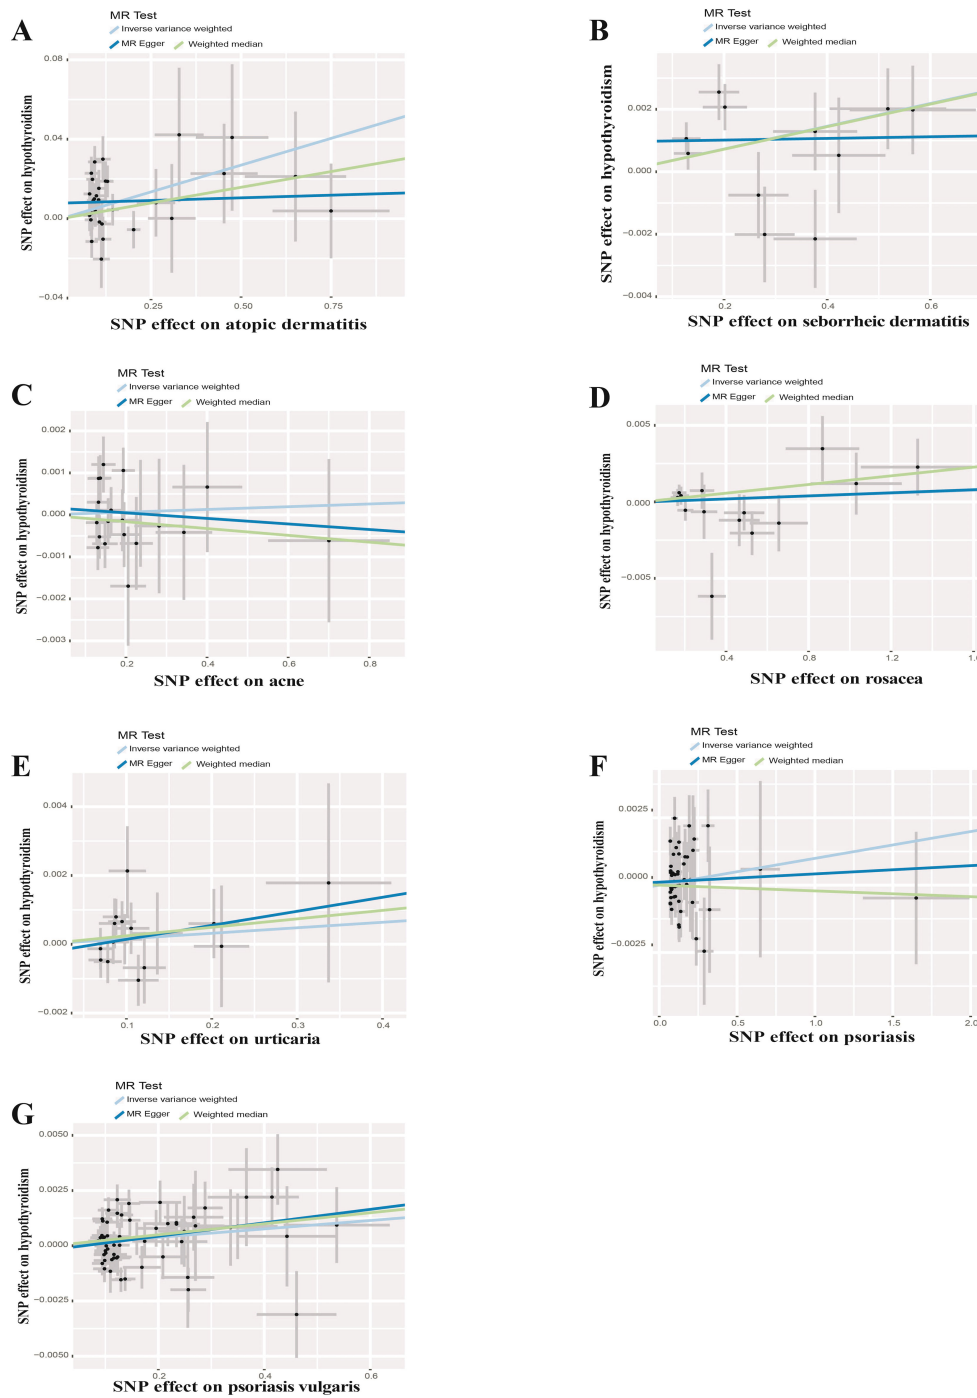 A
MR Test
Inverse variance weighted
MR Egger Weighted median
SNP effect on hypothyroidism
0.08
0.04
0.00
−0.04
0.25 0.50 0.75
SNP effect on atopic dermatitis
B
MR Test
Inverse variance weighted
MR Egger Weighted median
SNP effect on hypothyroidism
0.002
0.000
−0.002
−0.004
0.2 0.4 0.6
SNP effect on seborrheic dermatitis
C
MR Test
Inverse variance weighted
MR Egger Weighted median
SNP effect on hypothyroidism
0.002
0.001
0.000
−0.001
−0.002
−0.003
0.2 0.4 0.6 0.8
SNP effect on acne
D
MR Test
Inverse variance weighted
MR Egger Weighted median
SNP effect on hypothyroidism
0.005
0.000
−0.005
0.4 0.8 1.2 1.6
SNP effect on rosacea
E
MR Test
Inverse variance weighted
MR Egger Weighted median
SNP effect on hypothyroidism
0.004
0.002
0.000
−0.002
0.1 0.2 0.3 0.4
SNP effect on urticaria
F
MR Test
Inverse variance weighted
MR Egger Weighted median
SNP effect on hypothyroidism
0.0025
0.0000
−0.0025
0.0 0.5 1.0 1.5 2.0
SNP effect on psoriasis
G
MR Test
Inverse variance weighted
MR Egger Weighted median
SNP effect on hypothyroidism
0.0050
0.0025
0.0000
−0.0025
−0.0050
0.2 0.4 0.6
SNP effect on psoriasis vulgaris